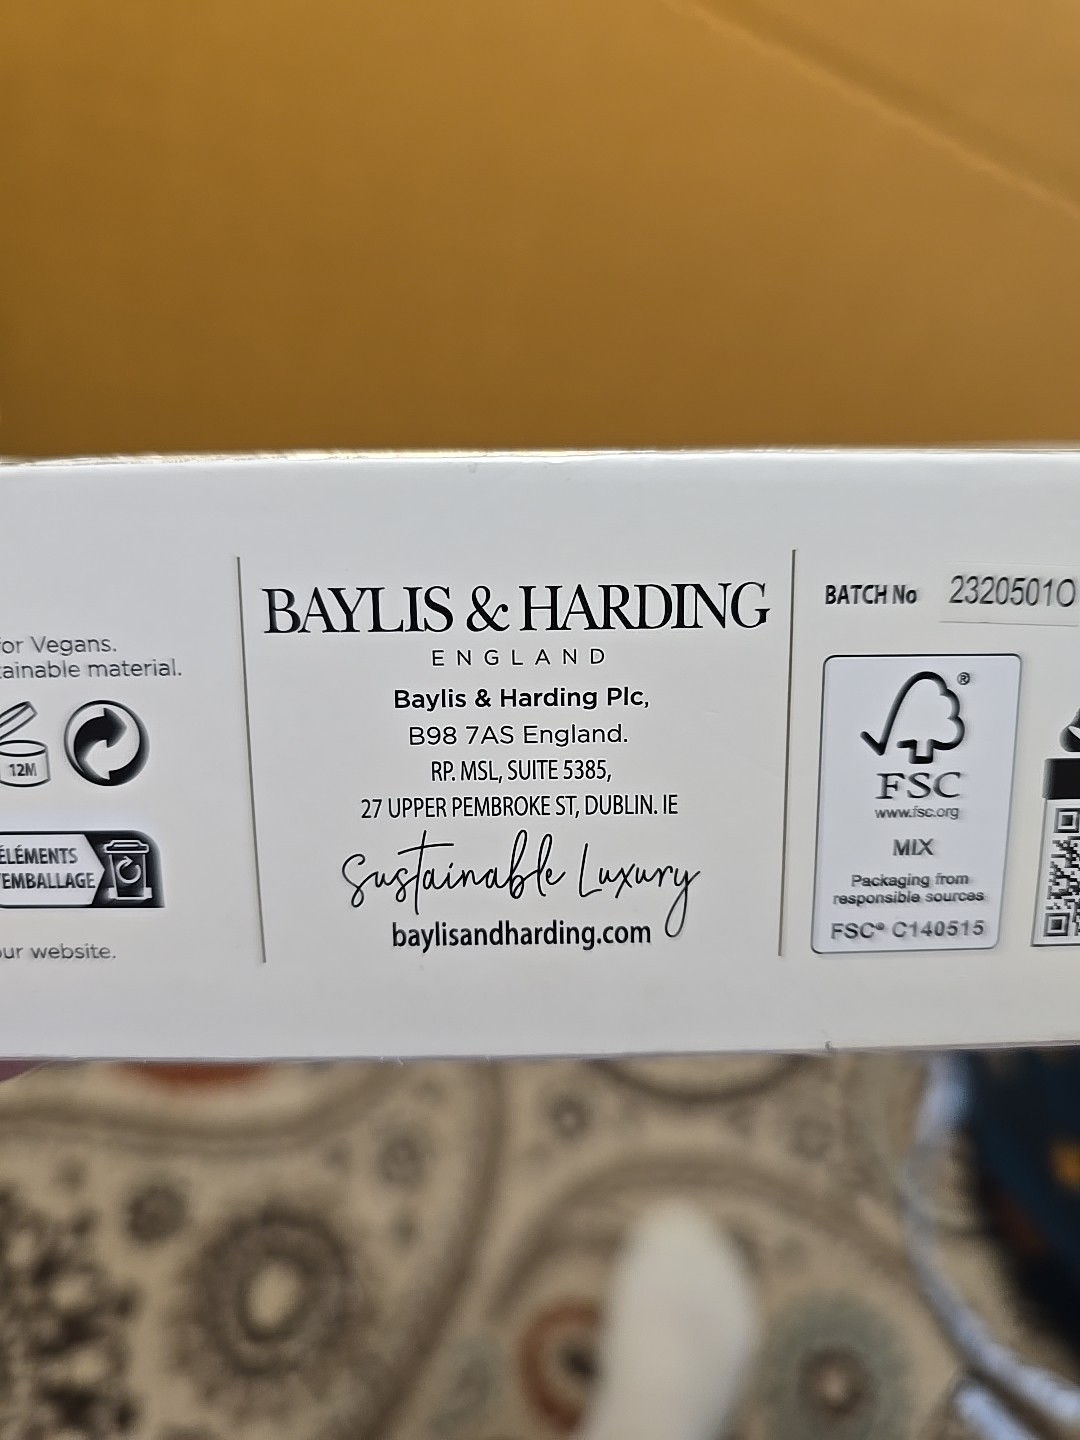 or Vegans.
ainable material.
12M
ÉLÉMENTS
EMBALLAGE
ur website.
BAYLIS & HARDING
ENGLAND
Baylis & Harding Plc,
B98 7AS England.
RP. MSL, SUITE 5385,
27 UPPER PEMBROKE ST, DUBLIN. IE
Sustainable Luxury
baylisandharding.com
BATCH No 2320501O
®
FSC
www.fsc.org
MIX
Packaging from
responsible sources
FSC® C140515